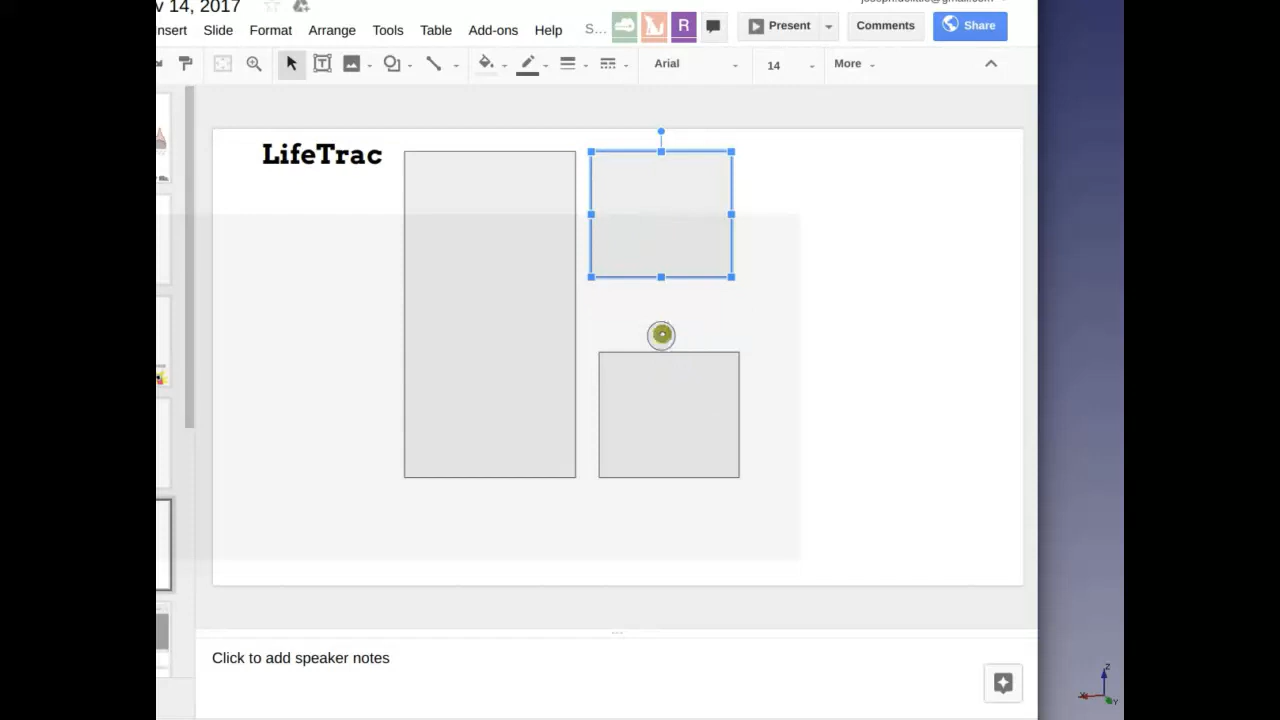 v 14, 2017
nsert Slide Format Arrange Tools Table Add-ons Help S... R Present Comments Share
Arial 14 More
LifeTrac
Click to add speaker notes
z
x
y